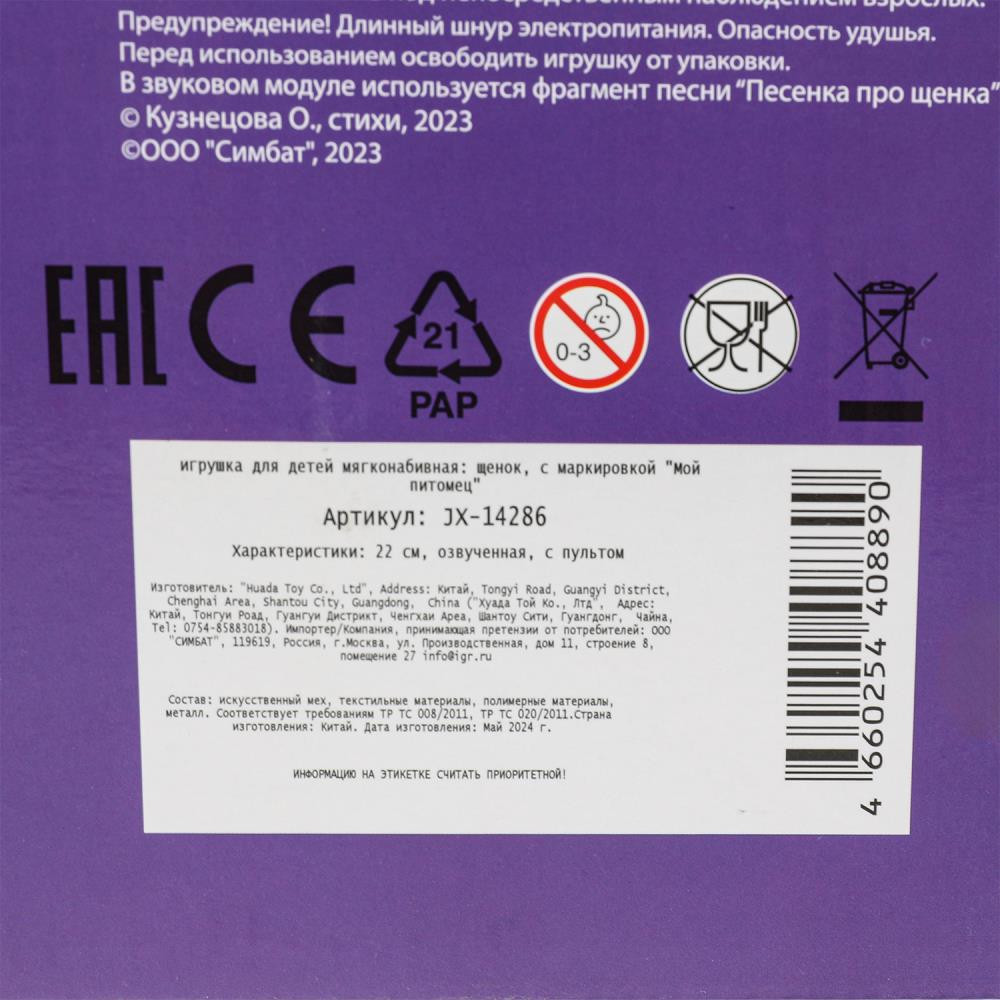 непосредственным наблюдением взрослых.
Предупреждение! Длинный шнур электропитания. Опасность удушья.
Перед использованием освободить игрушку от упаковки.
В звуковом модуле используется фрагмент песни "Песенка про щенка"
© Кузнецова О., стихи, 2023
©ООО "Симбат", 2023
EAC CE 21 0-3
PAP
игрушка для детей мягконабивная: щенок, с маркировкой "Мой
питомец"
Артикул: JX-14286
Характеристики: 22 см, озвученная, с пультом
Изготовитель: "Huada Toy Co., Ltd", Address: Китай, Tongyi Road, Guangyi District,
Chenghai Area, Shantou City, Guangdong, China ("Хуада Той Ко., Лтд", Адрес:
Китай, Тонгуи Роад, Гуангуи Дистрикт, Ченгхаи Ареа, Шантоу Сити, Гуангдонг, Чайна,
Tel: 0754-85883018). Импортер/Компания, принимающая претензии от потребителей: ООО
"СИМБАТ", 119619, Россия, г.Москва, ул. Производственная, дом 11, строение 8,
помещение 27 info@igr.ru
Состав: искусственный мех, текстильные материалы, полимерные материалы,
металл. Соответствует требованиям ТР ТС 008/2011, ТР ТС 020/2011.Страна
изготовления: Китай. Дата изготовления: Май 2024 г.
ИНФОРМАЦИЮ НА ЭТИКЕТКЕ СЧИТАТЬ ПРИОРИТЕТНОЙ!
4 660254 408890